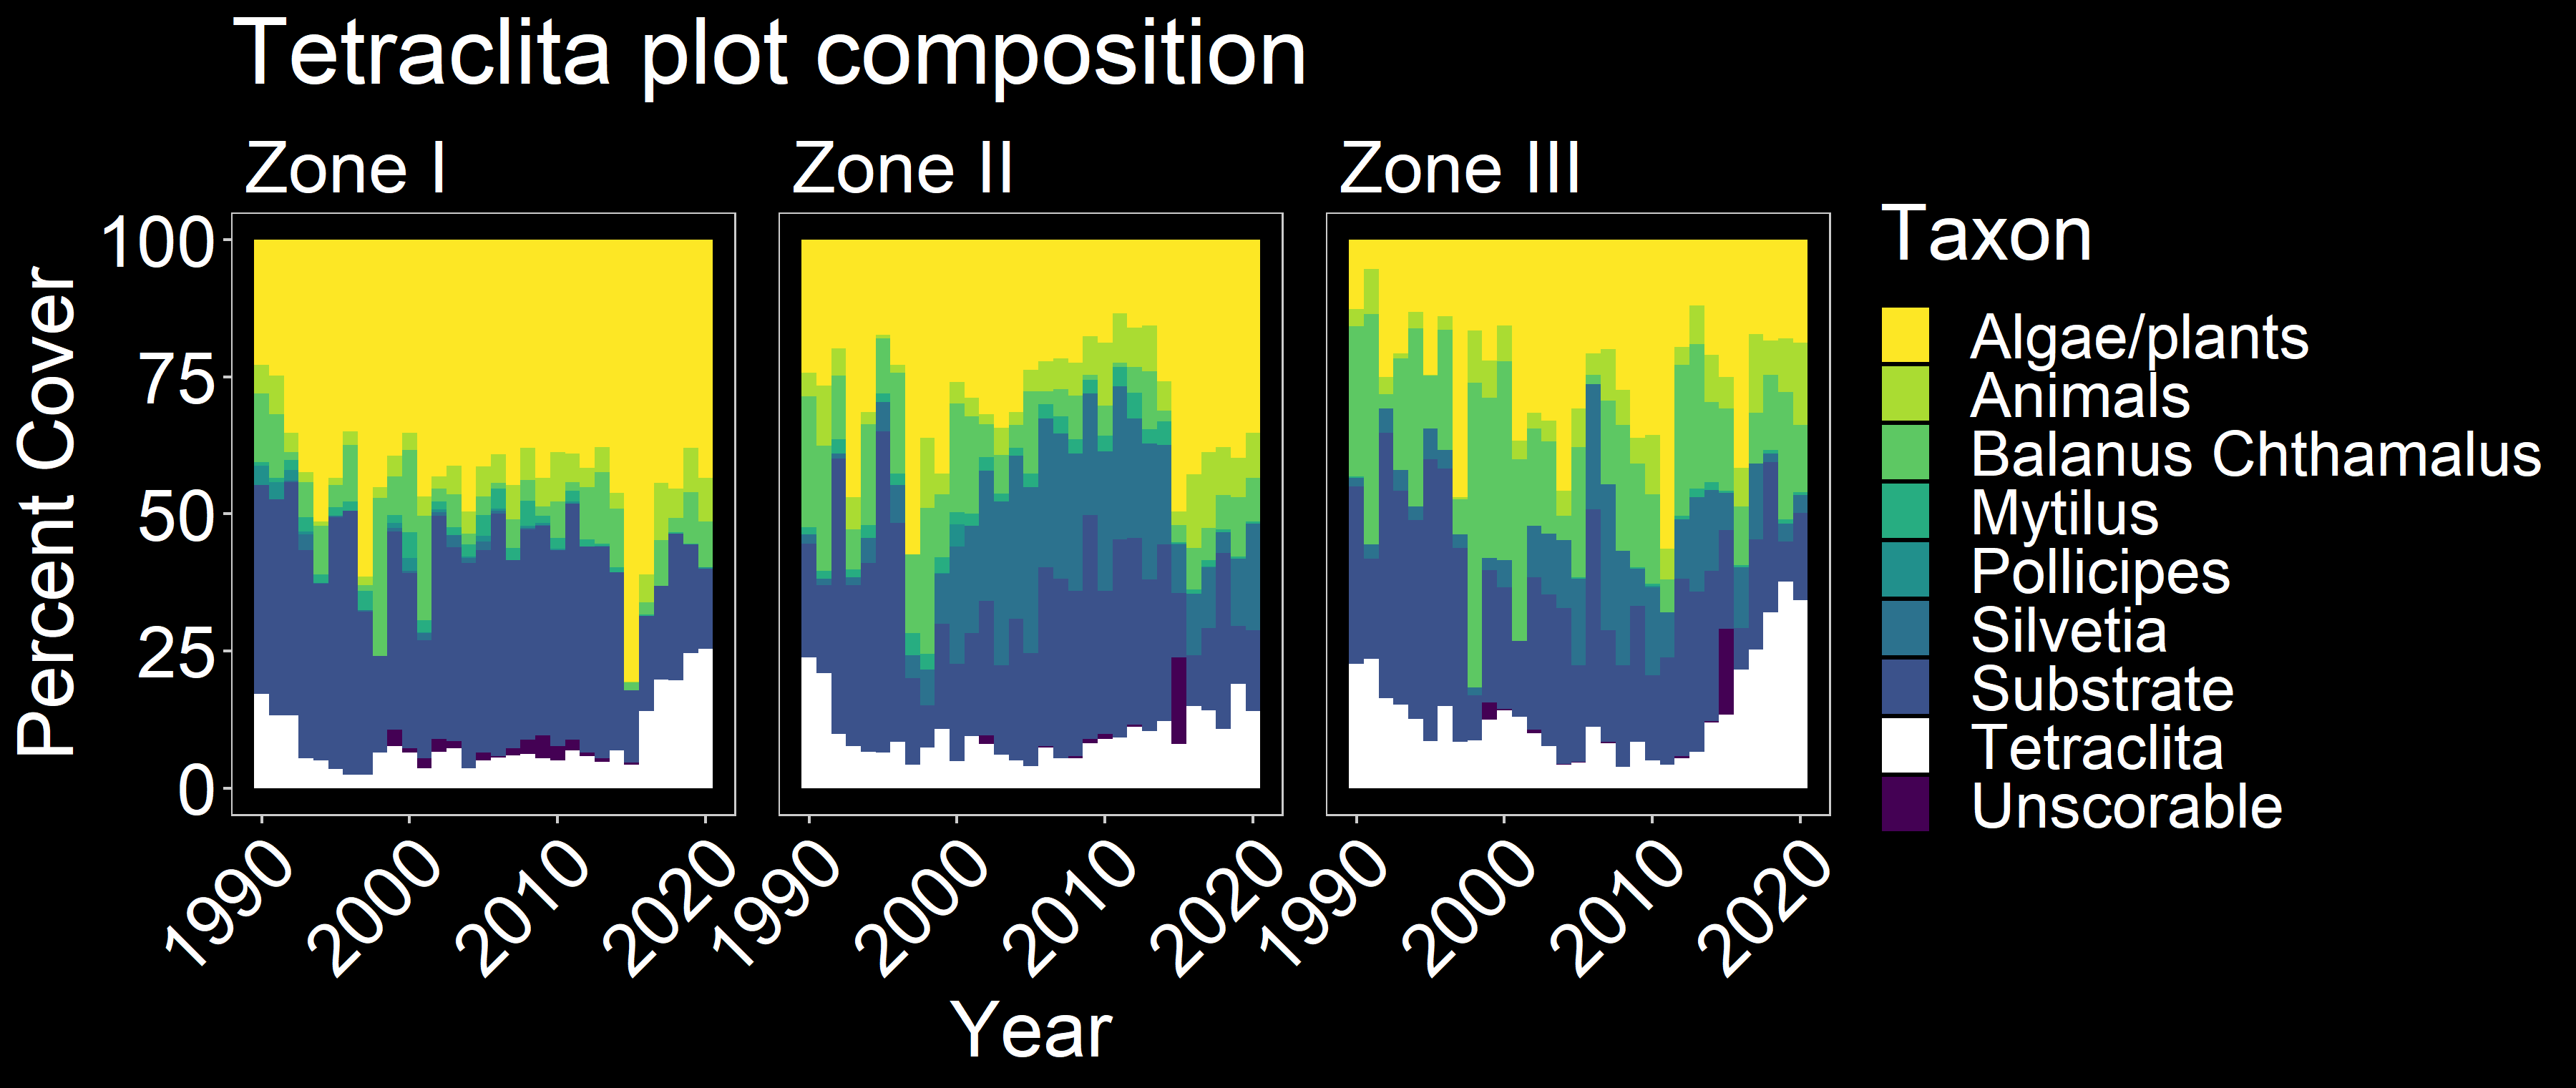 Tetraclita plot composition
Zone I
Zone II
Zone III
Percent Cover
100
75
50
25
0
1990
2000
2010
2020
1990
2000
2010
2020
1990
2000
2010
2020
Year
Taxon
Algae/plants
Animals
Balanus Chthamalus
Mytilus
Pollicipes
Silvetia
Substrate
Tetraclita
Unscorable